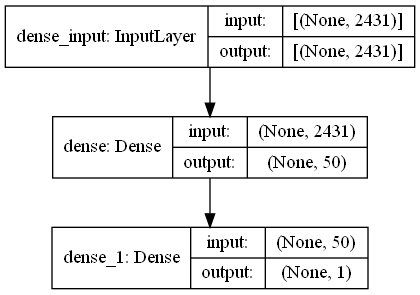 dense_input: InputLayer
input:
[(None, 2431)]
output:
[(None, 2431)]
dense: Dense
input:
(None, 2431)
output:
(None, 50)
dense_1: Dense
input:
(None, 50)
output:
(None, 1)